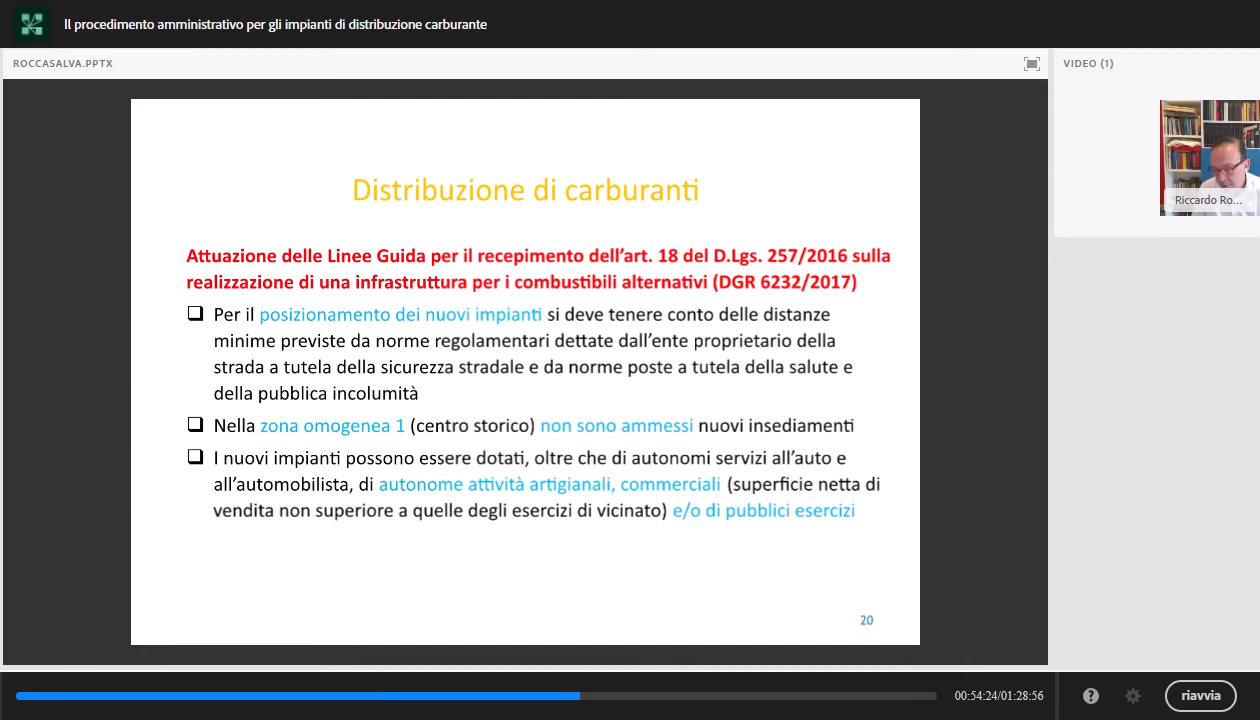 Il procedimento amministrativo per gli impianti di distribuzione carburante
ROCCASALVA.PPTX
VIDEO (1)
Distribuzione di carburanti
Attuazione delle Linee Guida per il recepimento dell'art. 18 del D.Lgs. 257/2016 sulla
realizzazione di una infrastruttura per i combustibili alternativi (DGR 6232/2017)
Per il posizionamento dei nuovi impianti si deve tenere conto delle distanze
minime previste da norme regolamentari dettate dall'ente proprietario della
strada a tutela della sicurezza stradale e da norme poste a tutela della salute e
della pubblica incolumità
Nella zona omogenea 1 (centro storico) non sono ammessi nuovi insediamenti
I nuovi impianti possono essere dotati, oltre che di autonomi servizi all'auto e
all'automobilista, di autonome attività artigianali, commerciali (superficie netta di
vendita non superiore a quelle degli esercizi di vicinato) e/o di pubblici esercizi
20
Riccardo Ro...
00:54:24/01:28:56
?
riavvia